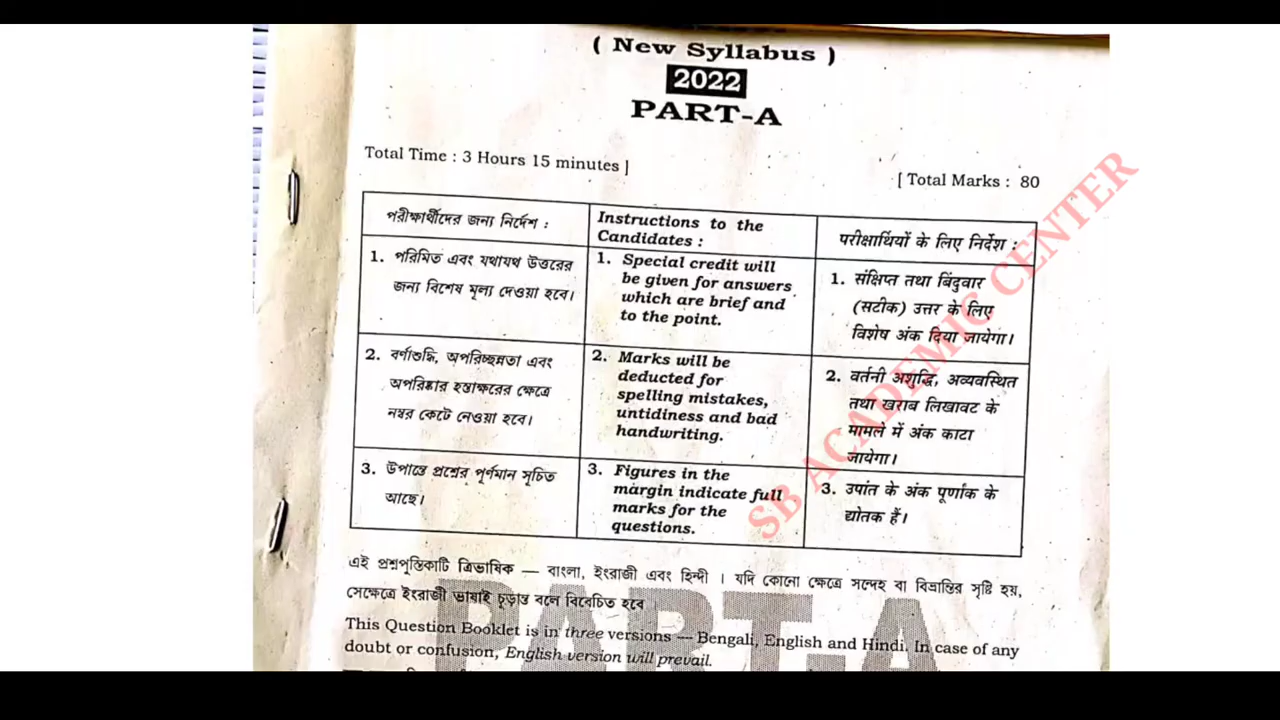 ( New Syllabus )
2022
PART-A
Total Time : 3 Hours 15 minutes ]
[ Total Marks : 80
পরীক্ষার্থীদের জন্য নির্দেশ :
1. পরিমিত এবং যথাযথ উত্তরের
জন্য বিশেষ মূল্য দেওয়া হবে।
2. বর্ণাশুদ্ধি, অপরিচ্ছন্নতা এবং
অপরিষ্কার হস্তাক্ষরের ক্ষেত্রে
নম্বর কেটে নেওয়া হবে।
3. উপান্তে প্রশ্নের পূর্ণমান সূচিত
আছে।
Instructions to the
Candidates :
1. Special credit will
be given for answers
which are brief and
to the point.
2. Marks will be
deducted for
spelling mistakes,
untidiness and bad
handwriting.
3. Figures in the
margin indicate full
marks for the
questions.
परीक्षार्थियों के लिए निर्देश :
1. संक्षिप्त तथा बिंदुवार
(सटीक) उत्तर के लिए
विशेष अंक दिया जायेगा।
2. वर्तनी अशुद्धि, अव्यवस्थित
तथा खराब लिखावट के
मामले में अंक काटा
जायेगा।
3. उपांत के अंक पूर्णांक के
द्योतक हैं।
SB ACADEMIC CENTER
এই প্রশ্নপুস্তিকাটি ত্রিভাষিক — বাংলা, ইংরাজী এবং হিন্দী । যদি কোনো ক্ষেত্রে সন্দেহ বা বিভ্রান্তির সৃষ্টি হয়,
সেক্ষেত্রে ইংরাজী ভাষাই চূড়ান্ত বলে বিবেচিত হবে
This Question Booklet is in three versions — Bengali, English and Hindi. In case of any
doubt or confusion, English version will prevail.
PART-A